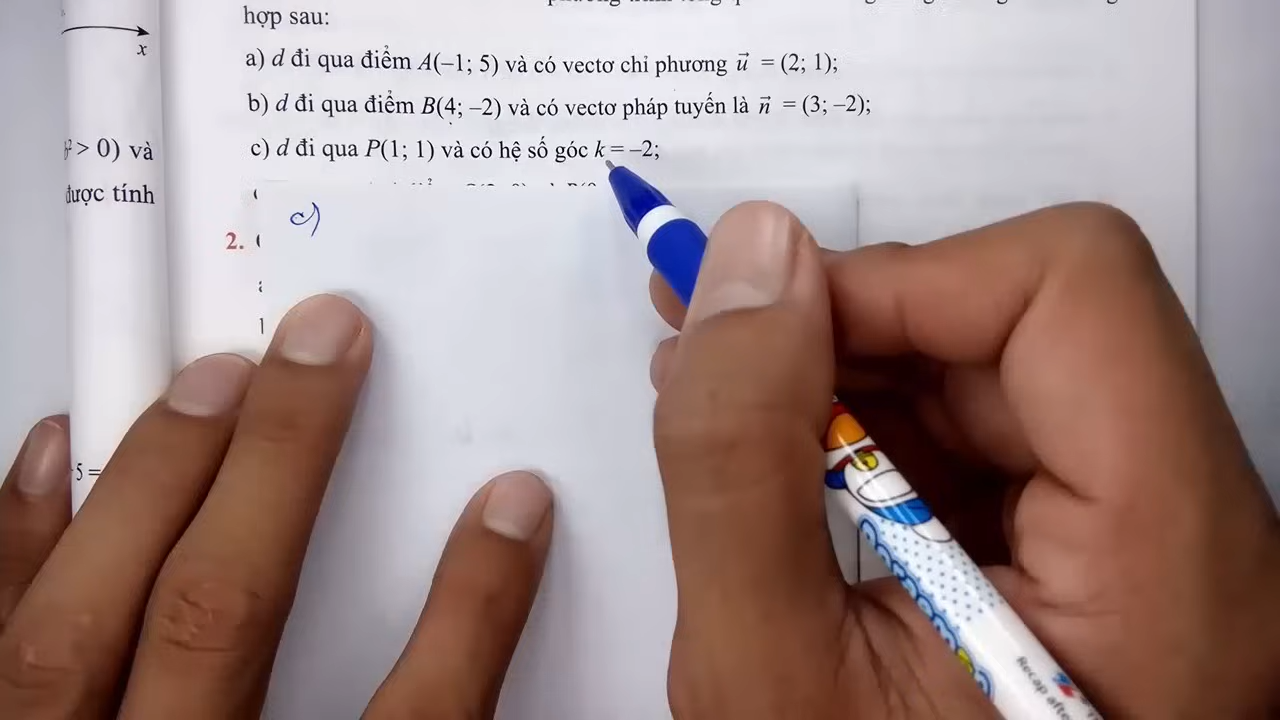 hợp sau:
x
a) d đi qua điểm A(–1; 5) và có vectơ chỉ phương u⃗ = (2; 1);
b) d đi qua điểm B(4; –2) và có vectơ pháp tuyến là n⃗ = (3; –2);
> 0) và
c) d đi qua P(1; 1) và có hệ số góc k = –2;
được tính
c)
2.
5 =
Recap